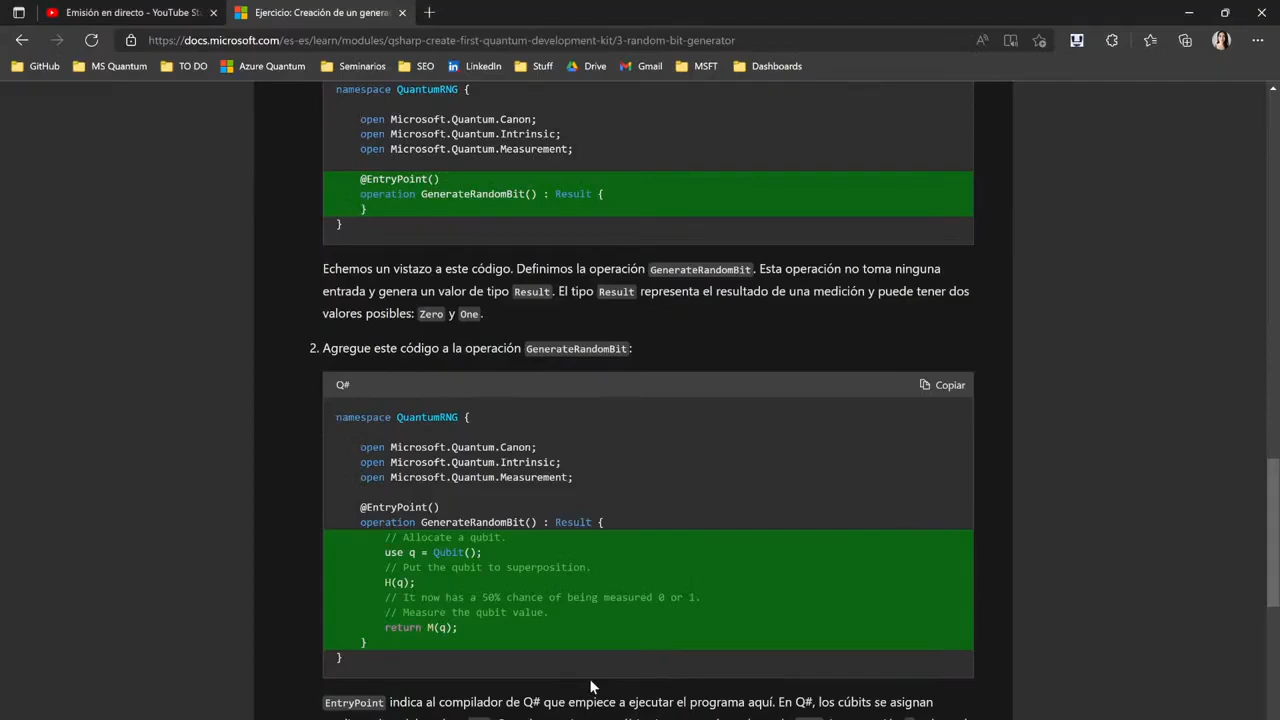 Emisión en directo - YouTube St
Ejercicio: Creación de un genera
https://docs.microsoft.com/es-es/learn/modules/qsharp-create-first-quantum-development-kit/3-random-bit-generator
GitHub MS Quantum TO DO Azure Quantum Seminarios SEO LinkedIn Stuff Drive Gmail MSFT Dashboards
namespace QuantumRNG {
open Microsoft.Quantum.Canon;
open Microsoft.Quantum.Intrinsic;
open Microsoft.Quantum.Measurement;
@EntryPoint()
operation GenerateRandomBit() : Result {
}
}
Echemos un vistazo a este código. Definimos la operación GenerateRandomBit. Esta operación no toma ninguna
entrada y genera un valor de tipo Result. El tipo Result representa el resultado de una medición y puede tener dos
valores posibles: Zero y One.
2. Agregue este código a la operación GenerateRandomBit:
Q# Copiar
namespace QuantumRNG {
open Microsoft.Quantum.Canon;
open Microsoft.Quantum.Intrinsic;
open Microsoft.Quantum.Measurement;
@EntryPoint()
operation GenerateRandomBit() : Result {
// Allocate a qubit.
use q = Qubit();
// Put the qubit to superposition.
H(q);
// It now has a 50% chance of being measured 0 or 1.
// Measure the qubit value.
return M(q);
}
}
EntryPoint indica al compilador de Q# que empiece a ejecutar el programa aquí. En Q#, los cúbits se asignan